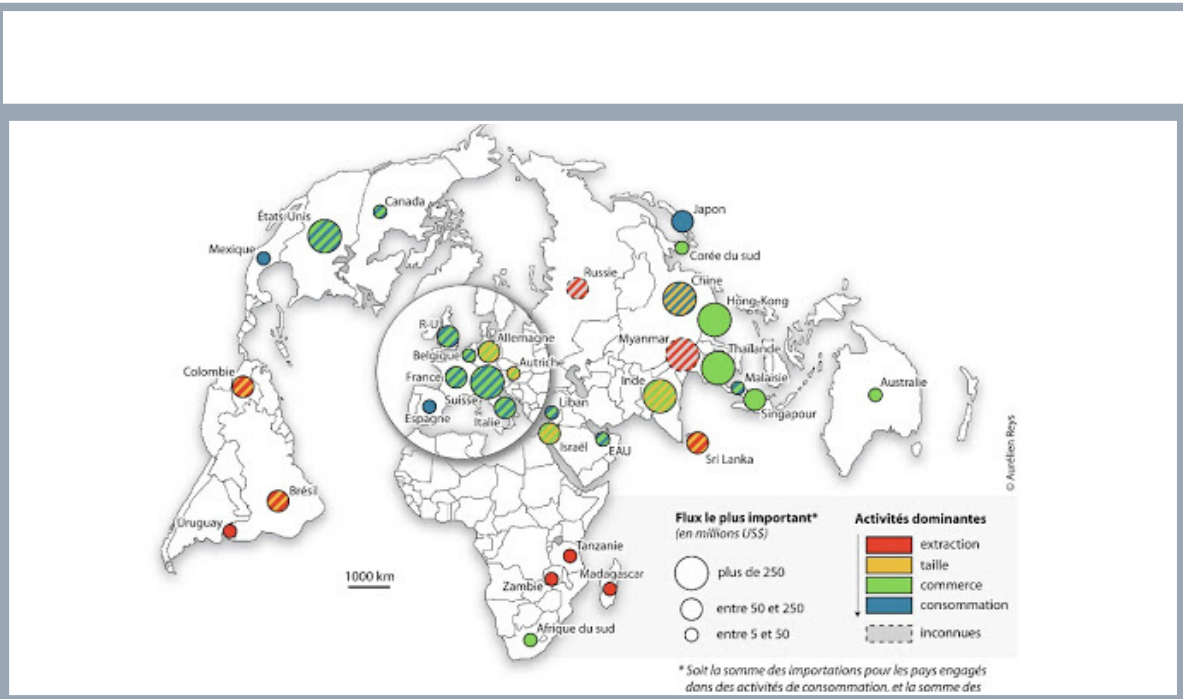 Canada
États-Unis
Mexique
Japon
Corée du sud
Russie
Chine
Hong-Kong
R-U
Allemagne
Myanmar
Thaïlande
Belgique
Autriche
Colombie
France
Inde
Malaisie
Australie
Suisse
Liban
Espagne
Italie
Singapour
Israël
EAU
Sri Lanka
© Aurélien Reys
Brésil
Uruguay
Tanzanie
Zambie
Madagascar
Afrique du sud
1000 km
Flux le plus important*
(en millions US$)
plus de 250
entre 50 et 250
entre 5 et 50
Activités dominantes
extraction
taille
commerce
consommation
inconnues
* Soit la somme des importations pour les pays engagés
dans des activités de consommation, et la somme des